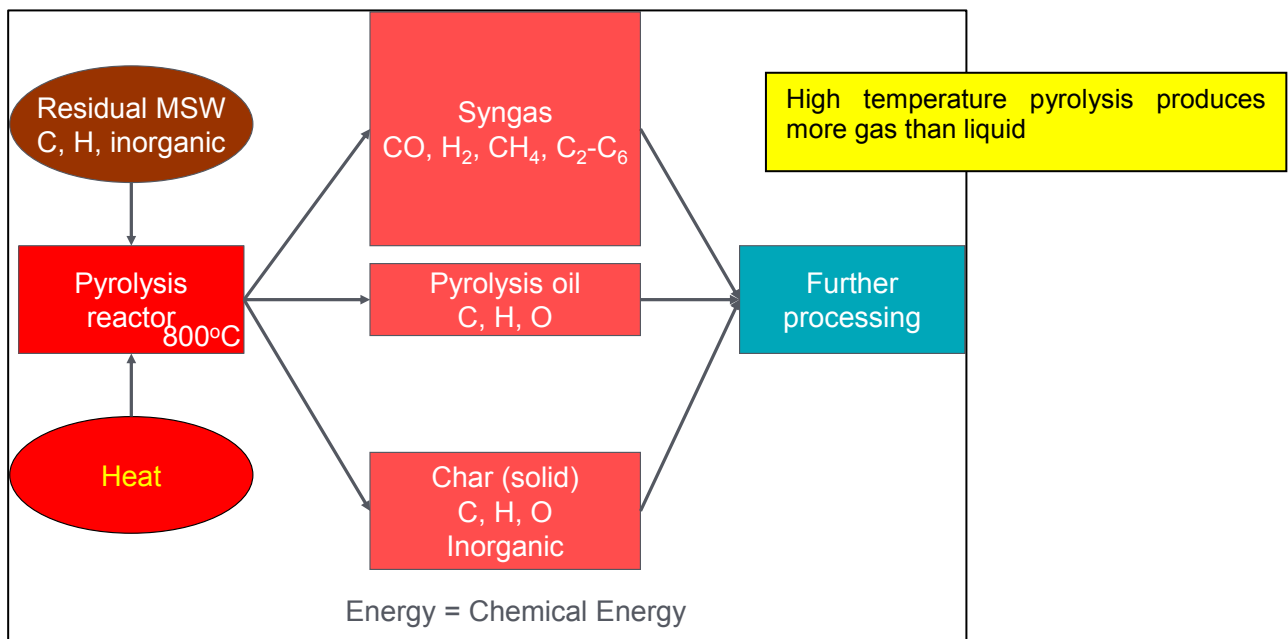 Residual MSW
C, H, inorganic
Syngas
CO, H₂, CH₄, C₂-C₆
High temperature pyrolysis produces
more gas than liquid
Pyrolysis
reactor
800°C
Pyrolysis oil
C, H, O
Further
processing
Heat
Char (solid)
C, H, O
Inorganic
Energy = Chemical Energy